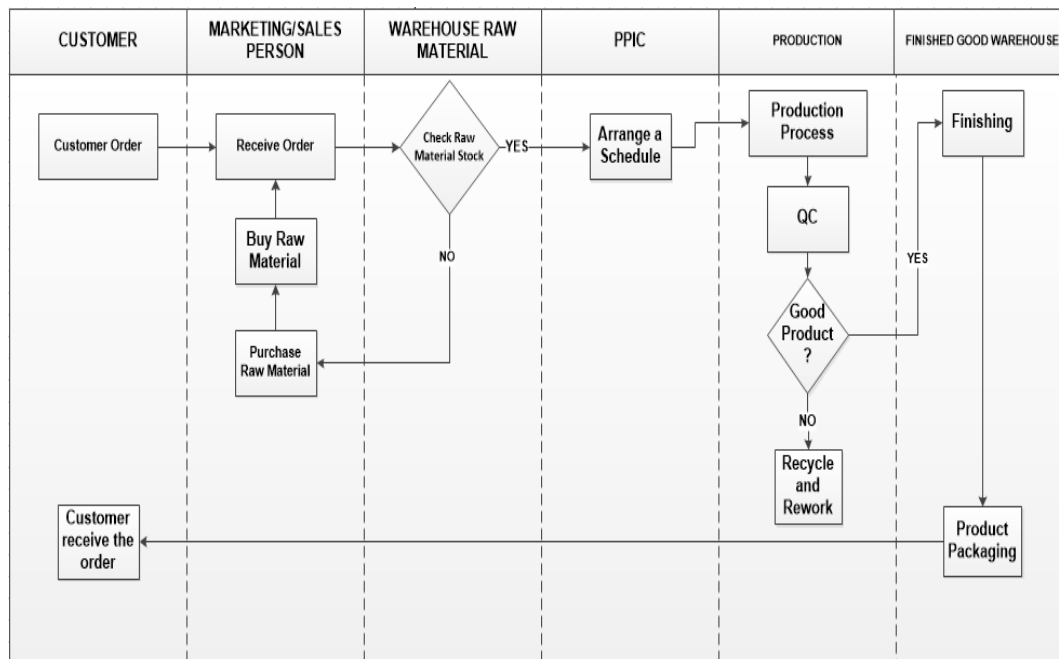 CUSTOMER
MARKETING/SALES
PERSON
WAREHOUSE RAW
MATERIAL
PPIC
PRODUCTION
FINISHED GOOD WAREHOUSE
Customer Order
Receive Order
Check Raw
Material Stock
YES
Arrange a
Schedule
Production
Process
Finishing
Buy Raw
Material
NO
QC
YES
Good
Product
?
Purchase
Raw Material
NO
Recycle
and
Rework
Customer
receive the
order
Product
Packaging